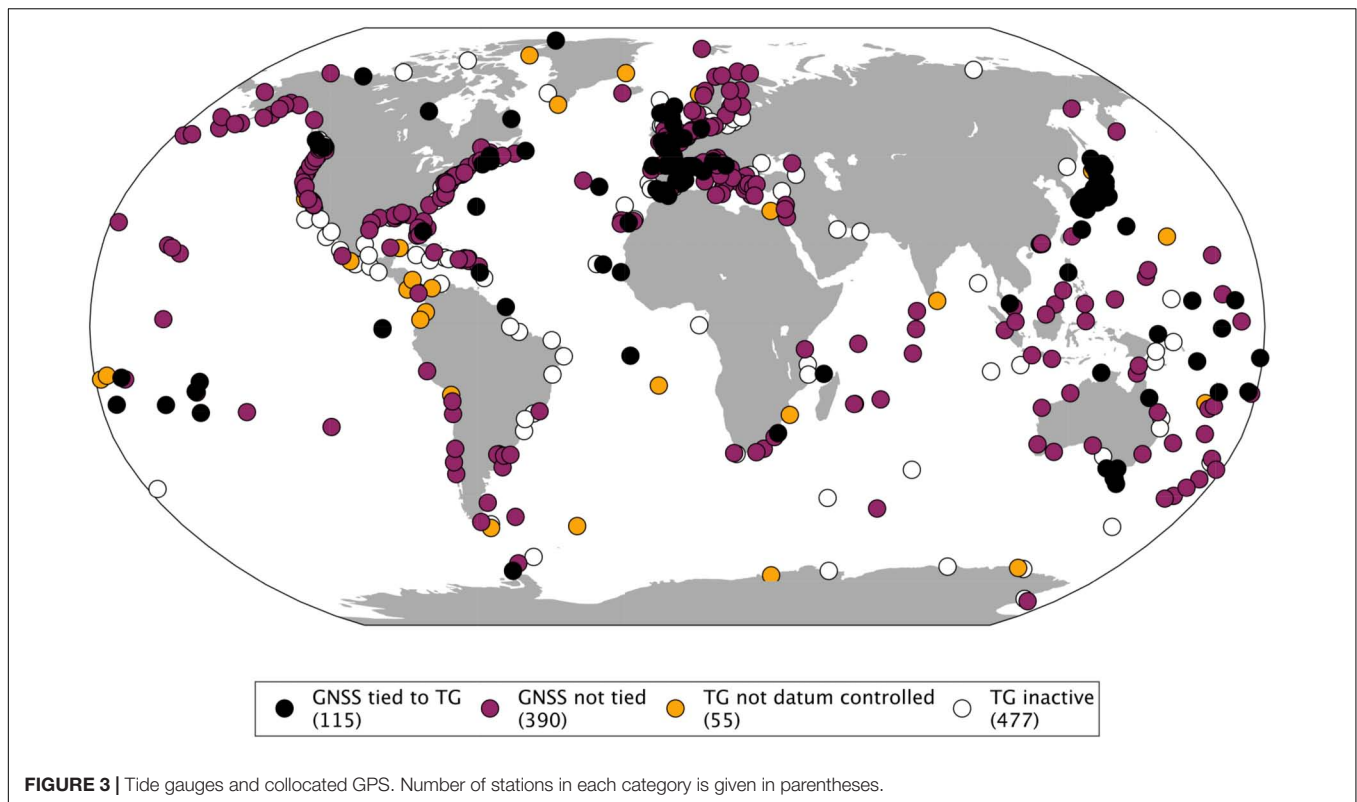 GNSS tied to TG
(115)
GNSS not tied
(390)
TG not datum controlled
(55)
TG inactive
(477)
FIGURE 3 | Tide gauges and collocated GPS. Number of stations in each category is given in parentheses.